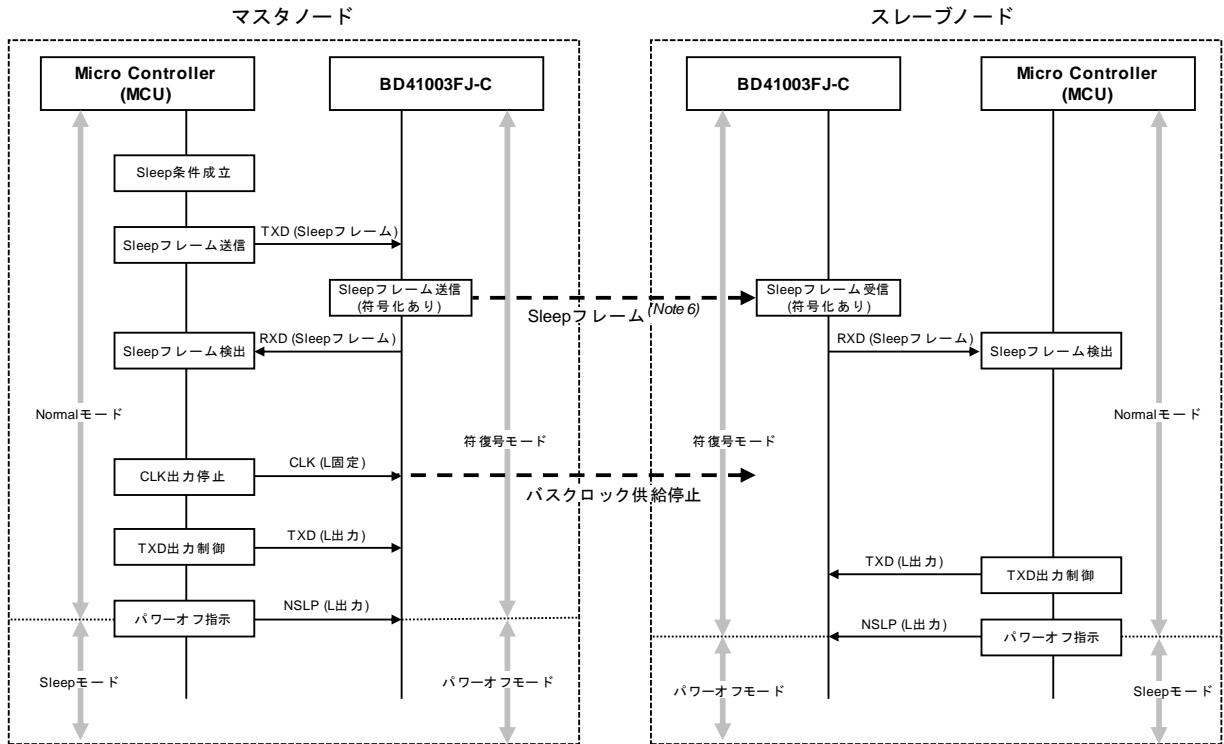 マスタノード
スレーブノード
Micro Controller
(MCU)
BD41003FJ-C
BD41003FJ-C
Micro Controller
(MCU)
Sleep条件成立
Sleepフレーム送信
TXD (Sleepフレーム)
Sleepフレーム送信
(符号化あり)
Sleepフレーム(Note 6)
Sleepフレーム受信
(符号化あり)
Sleepフレーム検出
RXD (Sleepフレーム)
RXD (Sleepフレーム)
Sleepフレーム検出
Normalモード
符復号モード
符復号モード
Normalモード
CLK出力停止
CLK (L固定)
バスクロック供給停止
TXD出力制御
TXD (L出力)
TXD (L出力)
TXD出力制御
パワーオフ指示
NSLP (L出力)
NSLP (L出力)
パワーオフ指示
Sleepモード
パワーオフモード
パワーオフモード
Sleepモード